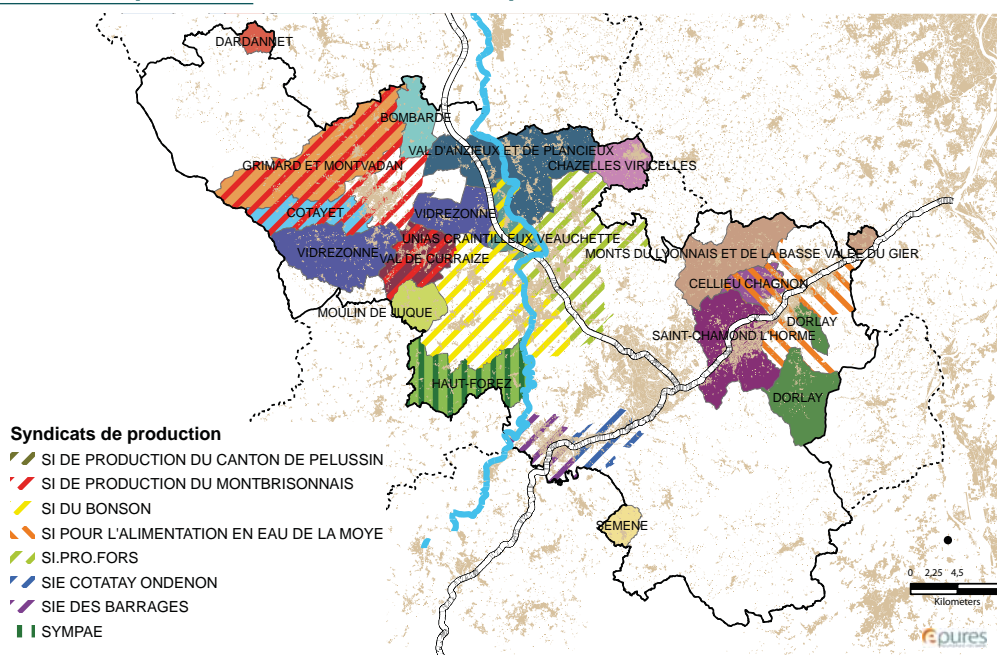 DARDANNET
BOMBARDE
VAL D'ANZIEUX ET DE PLANCIEUX
GRIMARD ET MONTVADAN
CHAZELLES VIRICELLES
COTAYET
VIDREZONNE
UNIAS CRAINTILLEUX VEAUCHETTE
VIDREZONNE
VAL DE CURRAIZE
MONTS DU LYONNAIS ET DE LA BASSE VALEE DU GIER
CELLIEU CHAGNON
MOULIN DE JUQUE
DORLAY
SAINT-CHAMOND L'HORME
HAUT-FOREZ
DORLAY
SEMENE
Syndicats de production
SI DE PRODUCTION DU CANTON DE PELUSSIN
SI DE PRODUCTION DU MONTBRISONNAIS
SI DU BONSON
SI POUR L'ALIMENTATION EN EAU DE LA MOYE
SI.PRO.FORS
SIE COTATAY ONDENON
SIE DES BARRAGES
SYMPAE
0 2,25 4,5
Kilometers
epures